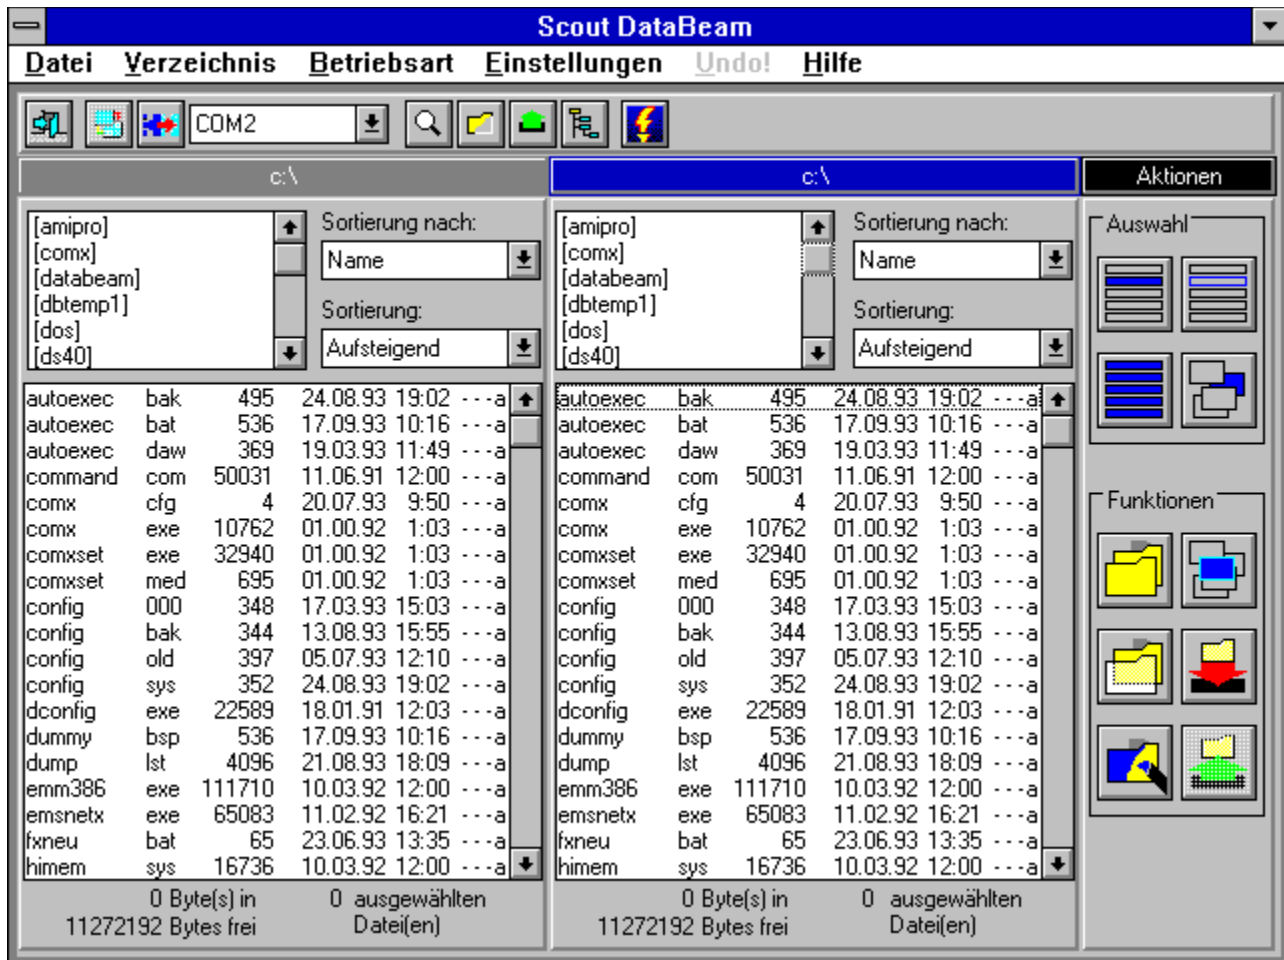 Scout DataBeam
Datei Verzeichnis Betriebsart Einstellungen Undo! Hilfe
COM2
c:\ c:\ Aktionen
[amipro] Sortierung nach: [amipro] Sortierung nach: Auswahl
[comx] Name [comx] Name
[databeam] [databeam]
[dbtemp1] Sortierung: [dbtemp1] Sortierung:
[dos] Aufsteigend [dos] Aufsteigend
[ds40] [ds40]
autoexec bak 495 24.08.93 19:02 ---a autoexec bak 495 24.08.93 19:02 ---a
autoexec bat 536 17.09.93 10:16 ---a autoexec bat 536 17.09.93 10:16 ---a
autoexec daw 369 19.03.93 11:49 ---a autoexec daw 369 19.03.93 11:49 ---a
command com 50031 11.06.91 12:00 ---a command com 50031 11.06.91 12:00 ---a
comx cfg 4 20.07.93 9:50 ---a comx cfg 4 20.07.93 9:50 ---a Funktionen
comx exe 10762 01.00.92 1:03 ---a comx exe 10762 01.00.92 1:03 ---a
comxset exe 32940 01.00.92 1:03 ---a comxset exe 32940 01.00.92 1:03 ---a
comxset med 695 01.00.92 1:03 ---a comxset med 695 01.00.92 1:03 ---a
config 000 348 17.03.93 15:03 ---a config 000 348 17.03.93 15:03 ---a
config bak 344 13.08.93 15:55 ---a config bak 344 13.08.93 15:55 ---a
config old 397 05.07.93 12:10 ---a config old 397 05.07.93 12:10 ---a
config sys 352 24.08.93 19:02 ---a config sys 352 24.08.93 19:02 ---a
dconfig exe 22589 18.01.91 12:03 ---a dconfig exe 22589 18.01.91 12:03 ---a
dummy bsp 536 17.09.93 10:16 ---a dummy bsp 536 17.09.93 10:16 ---a
dump lst 4096 21.08.93 18:09 ---a dump lst 4096 21.08.93 18:09 ---a
emm386 exe 111710 10.03.92 12:00 ---a emm386 exe 111710 10.03.92 12:00 ---a
emsnetx exe 65083 11.02.92 16:21 ---a emsnetx exe 65083 11.02.92 16:21 ---a
fxneu bat 65 23.06.93 13:35 ---a fxneu bat 65 23.06.93 13:35 ---a
himem sys 16736 10.03.92 12:00 ---a himem sys 16736 10.03.92 12:00 ---a
0 Byte(s) in 0 ausgewählten 0 Byte(s) in 0 ausgewählten
11272192 Bytes frei Datei(en) 11272192 Bytes frei Datei(en)